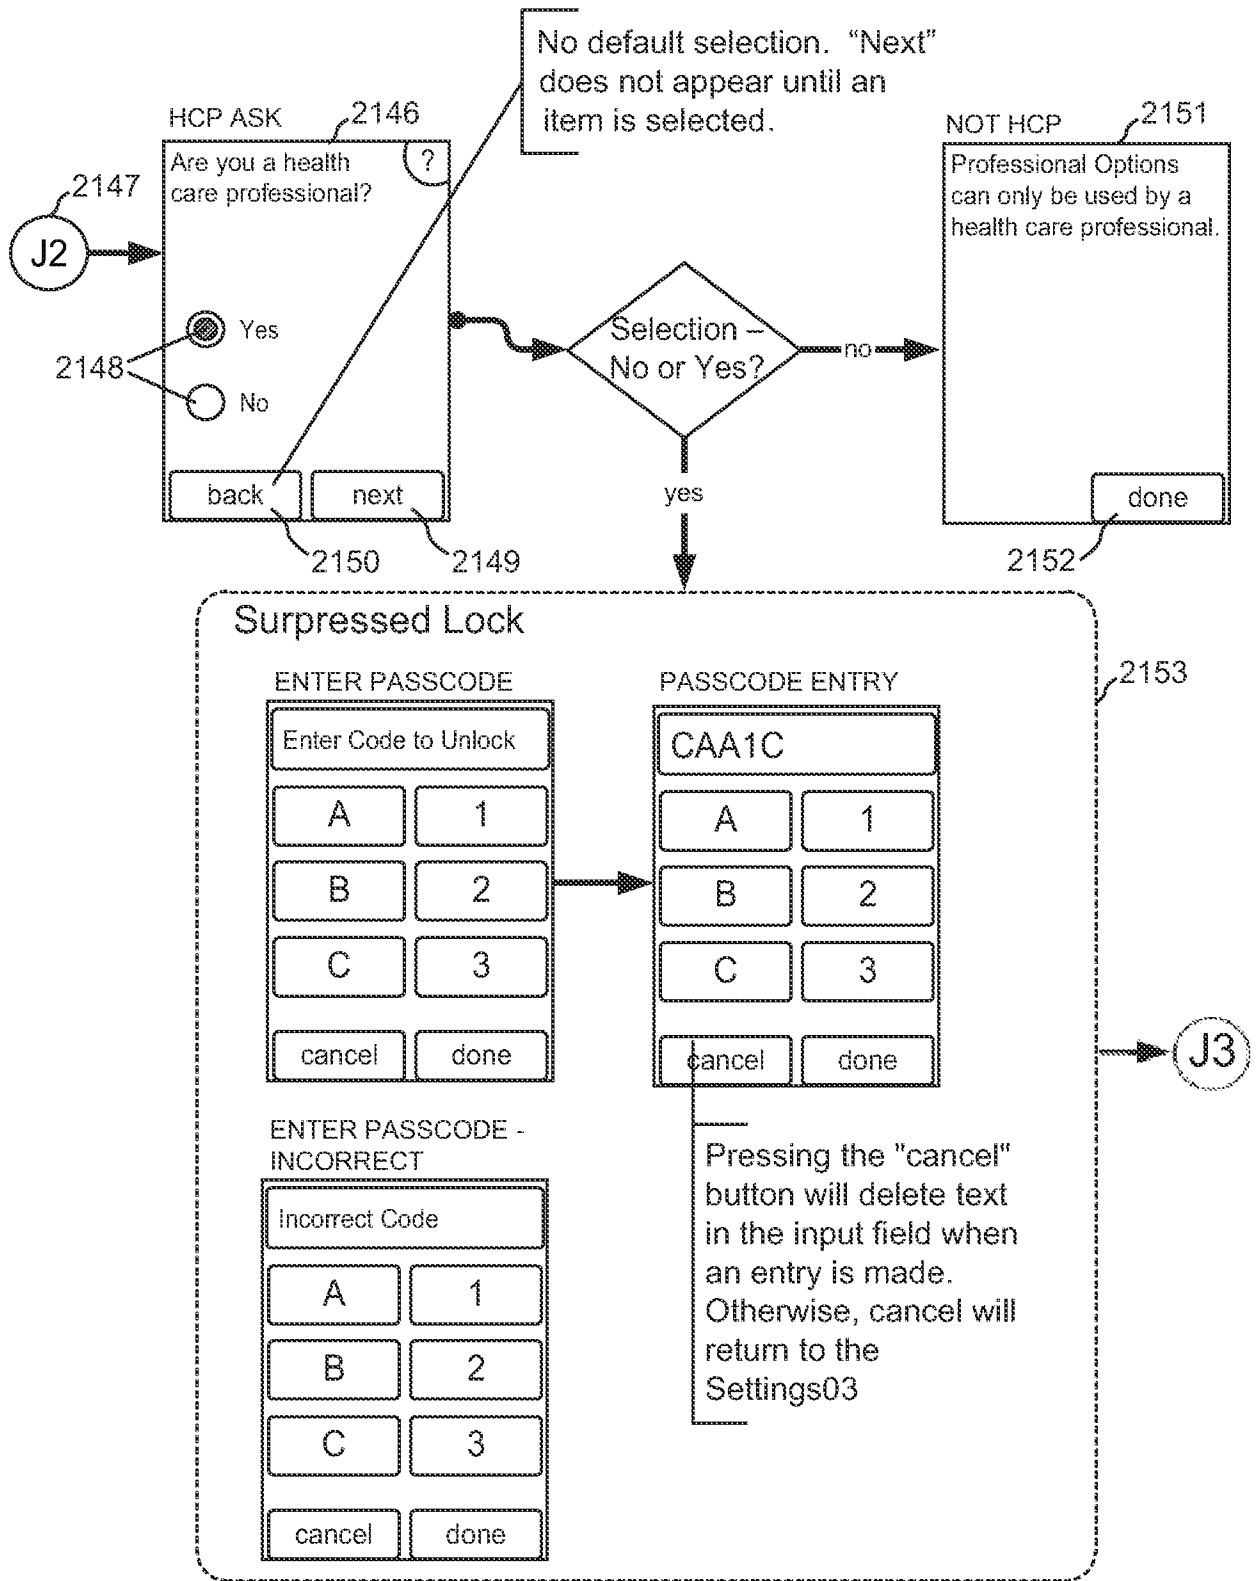 No default selection. “Next”
does not appear until an
item is selected.
HCP ASK
2146
Are you a health
care professional?
?
2147
J2
Yes
2148
No
back
next
2150
2149
Selection –
No or Yes?
no
yes
NOT HCP
2151
Professional Options
can only be used by a
health care professional.
done
2152
Surpressed Lock
2153
ENTER PASSCODE
Enter Code to Unlock
A
1
B
2
C
3
cancel
done
PASSCODE ENTRY
CAA1C
A
1
B
2
C
3
cancel
done
J3
Pressing the "cancel"
button will delete text
in the input field when
an entry is made.
Otherwise, cancel will
return to the
Settings03
ENTER PASSCODE -
INCORRECT
Incorrect Code
A
1
B
2
C
3
cancel
done